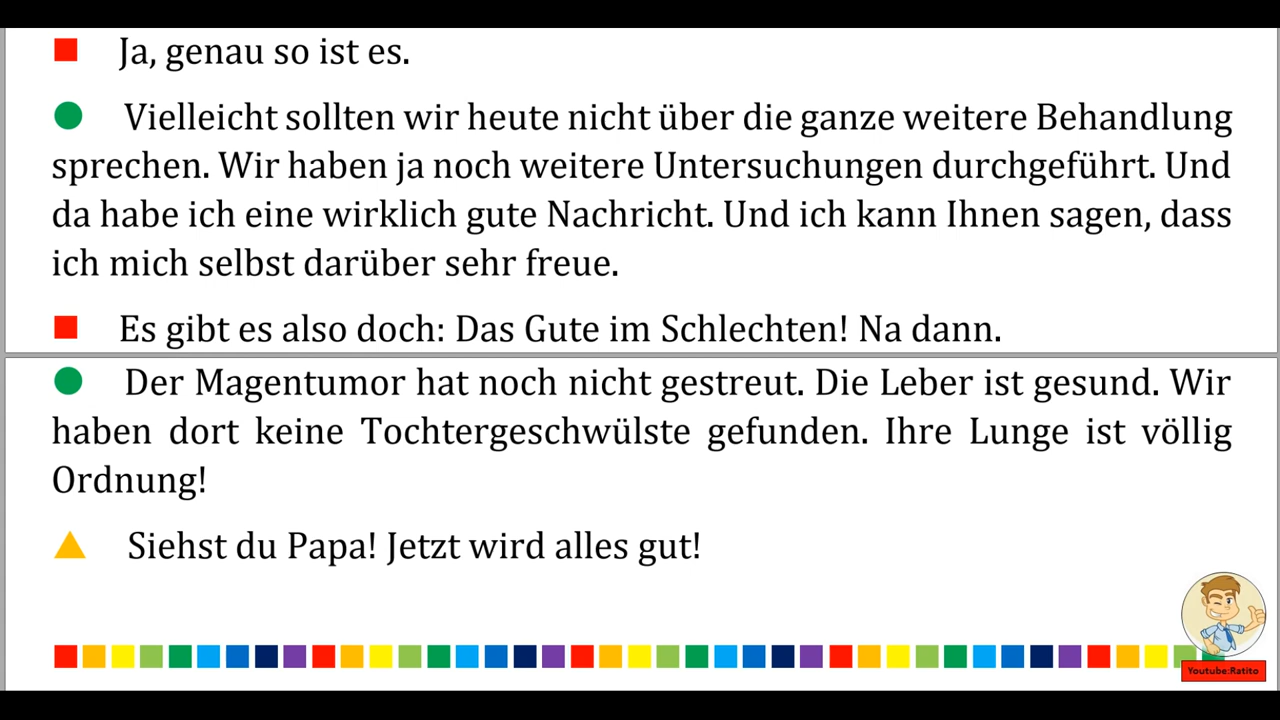 Ja, genau so ist es.
Vielleicht sollten wir heute nicht über die ganze weitere Behandlung
sprechen. Wir haben ja noch weitere Untersuchungen durchgeführt. Und
da habe ich eine wirklich gute Nachricht. Und ich kann Ihnen sagen, dass
ich mich selbst darüber sehr freue.
Es gibt es also doch: Das Gute im Schlechten! Na dann.
Der Magentumor hat noch nicht gestreut. Die Leber ist gesund. Wir
haben dort keine Tochtergeschwülste gefunden. Ihre Lunge ist völlig
Ordnung!
Siehst du Papa! Jetzt wird alles gut!
Youtube:Ratito